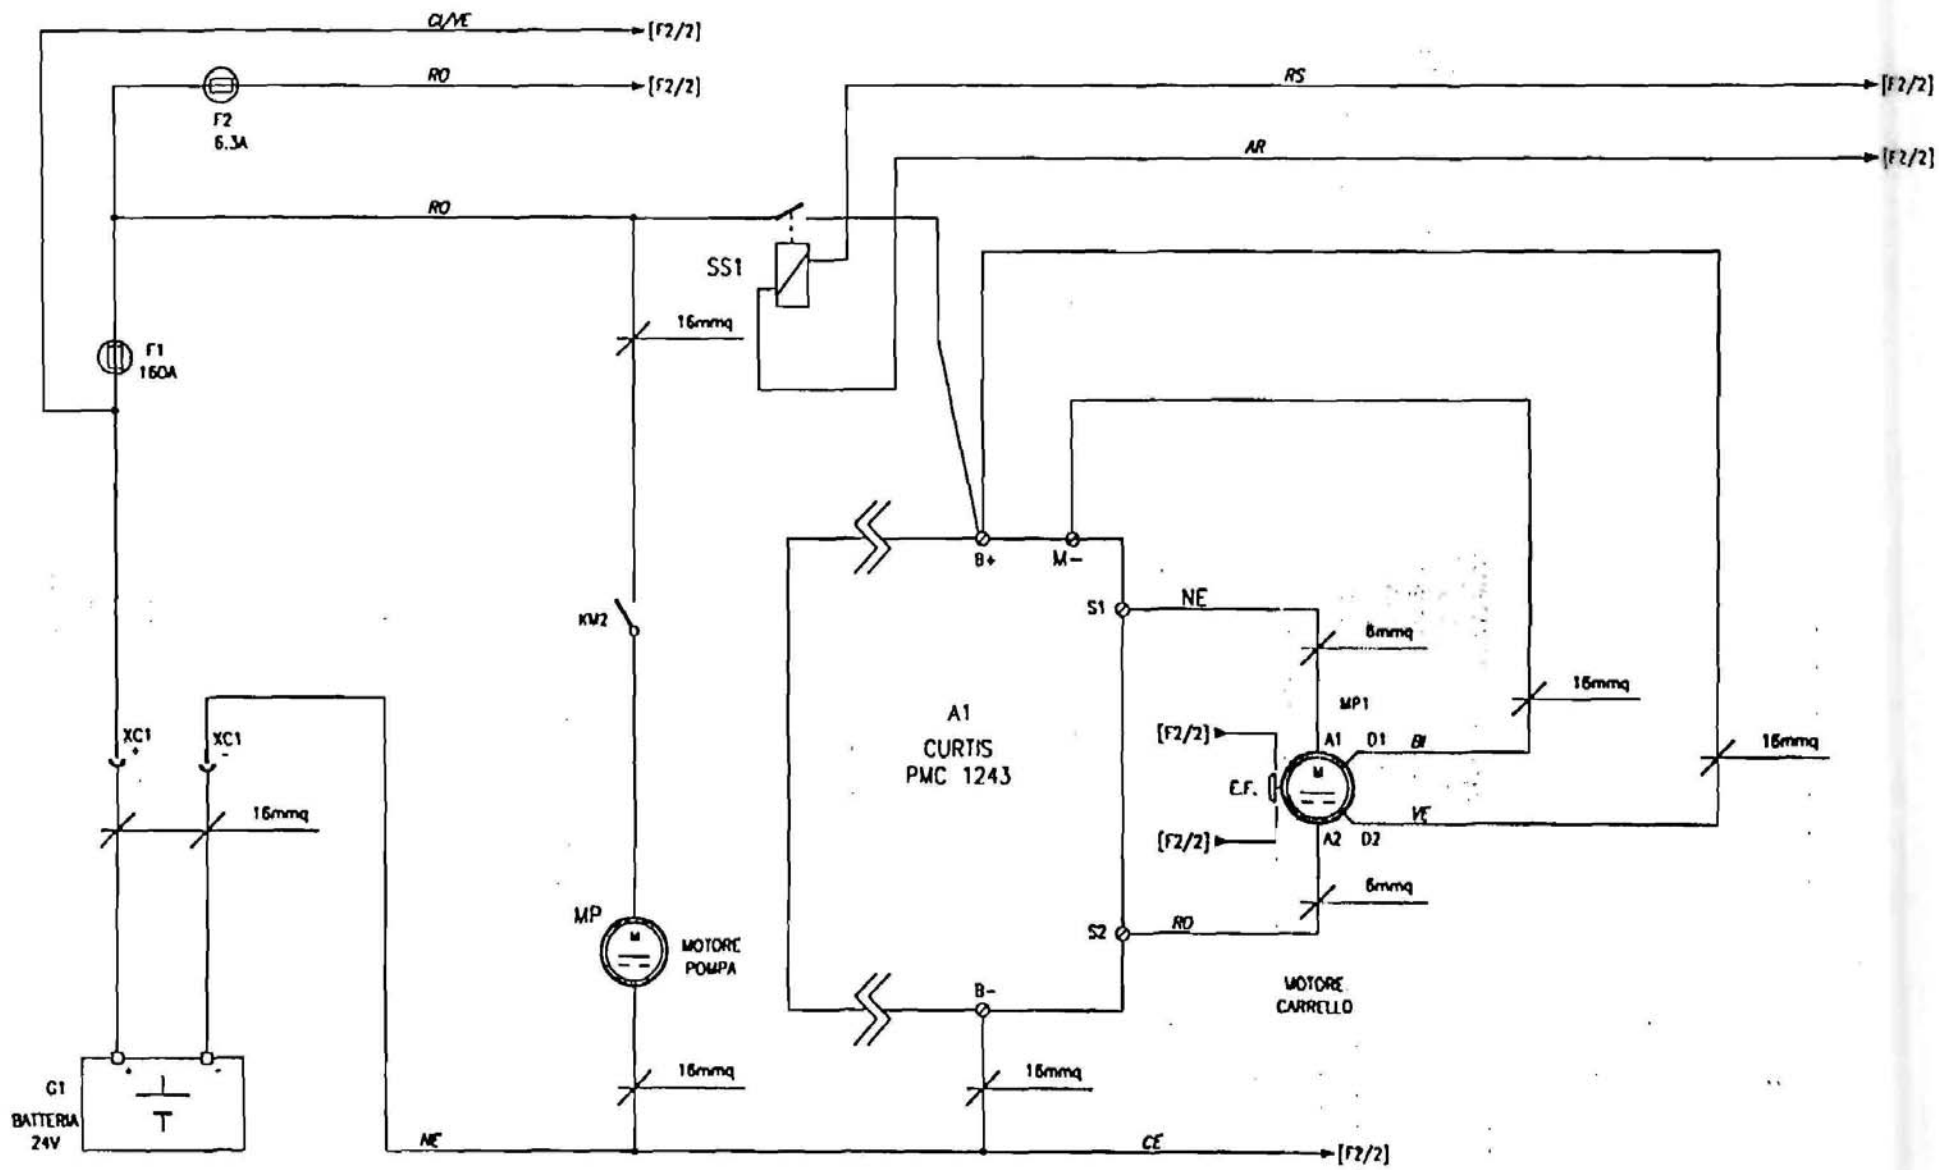 CI/VE
[F2/2]
RO
[F2/2]
RS
[F2/2]
F2
6.3A
AR
[F2/2]
RO
SS1
16mmq
F1
160A
B+
M-
KM2
S1
NE
6mmq
MP1
16mmq
A1
CURTIS
PMC 1243
[F2/2]
A1
D1
BI
16mmq
XC1
+
XC1
-
M
E.F.
16mmq
[F2/2]
A2
D2
VE
6mmq
MP
M
MOTORE
POMPA
S2
RO
B-
MOTORE
CARRELLO
+
-
16mmq
16mmq
G1
BATTERIA
24V
NE
CE
[F2/2]